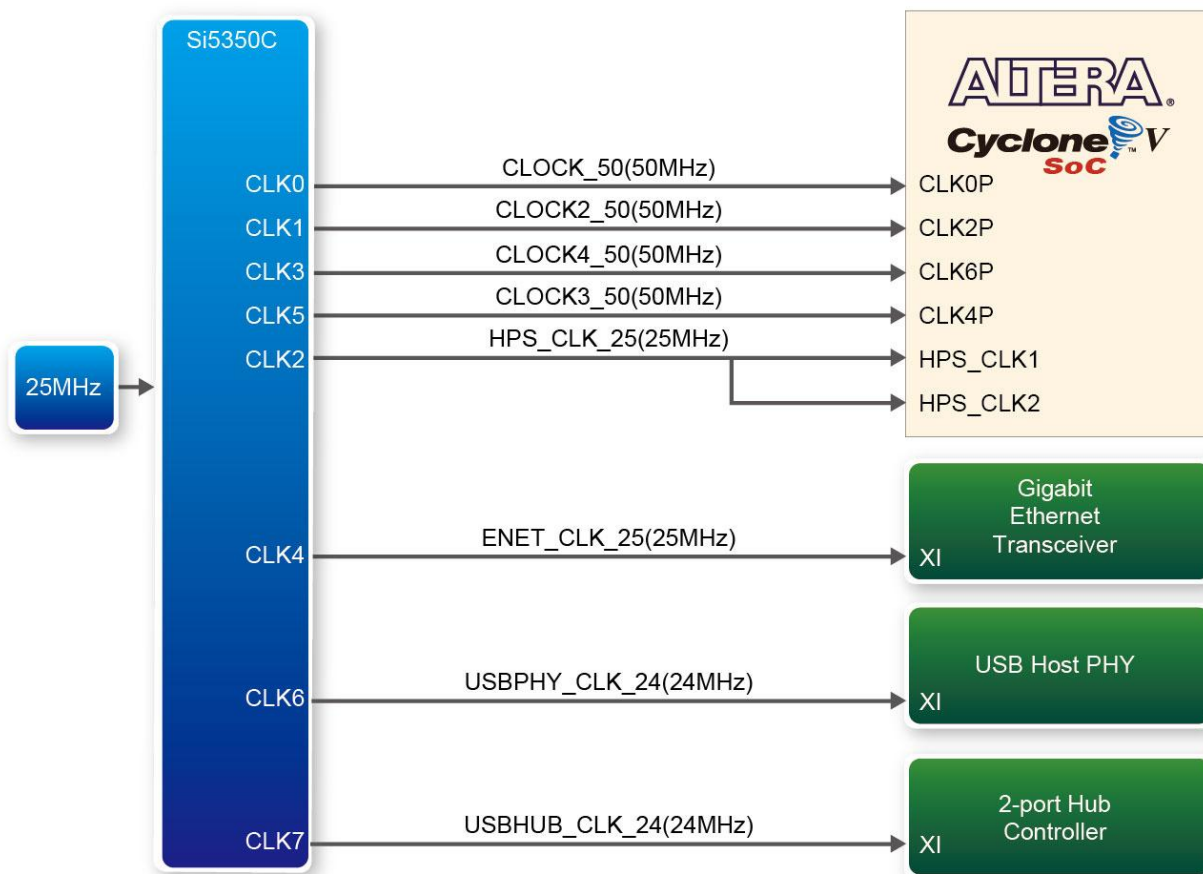 Si5350C
ALTERA®
Cyclone™ V
SoC
CLK0
CLOCK_50(50MHz)
CLK0P
CLK1
CLOCK2_50(50MHz)
CLK2P
CLK3
CLOCK4_50(50MHz)
CLK6P
CLK5
CLOCK3_50(50MHz)
CLK4P
CLK2
HPS_CLK_25(25MHz)
HPS_CLK1
25MHz
HPS_CLK2
Gigabit
Ethernet
Transceiver
CLK4
ENET_CLK_25(25MHz)
XI
USB Host PHY
CLK6
USBPHY_CLK_24(24MHz)
XI
2-port Hub
Controller
CLK7
USBHUB_CLK_24(24MHz)
XI